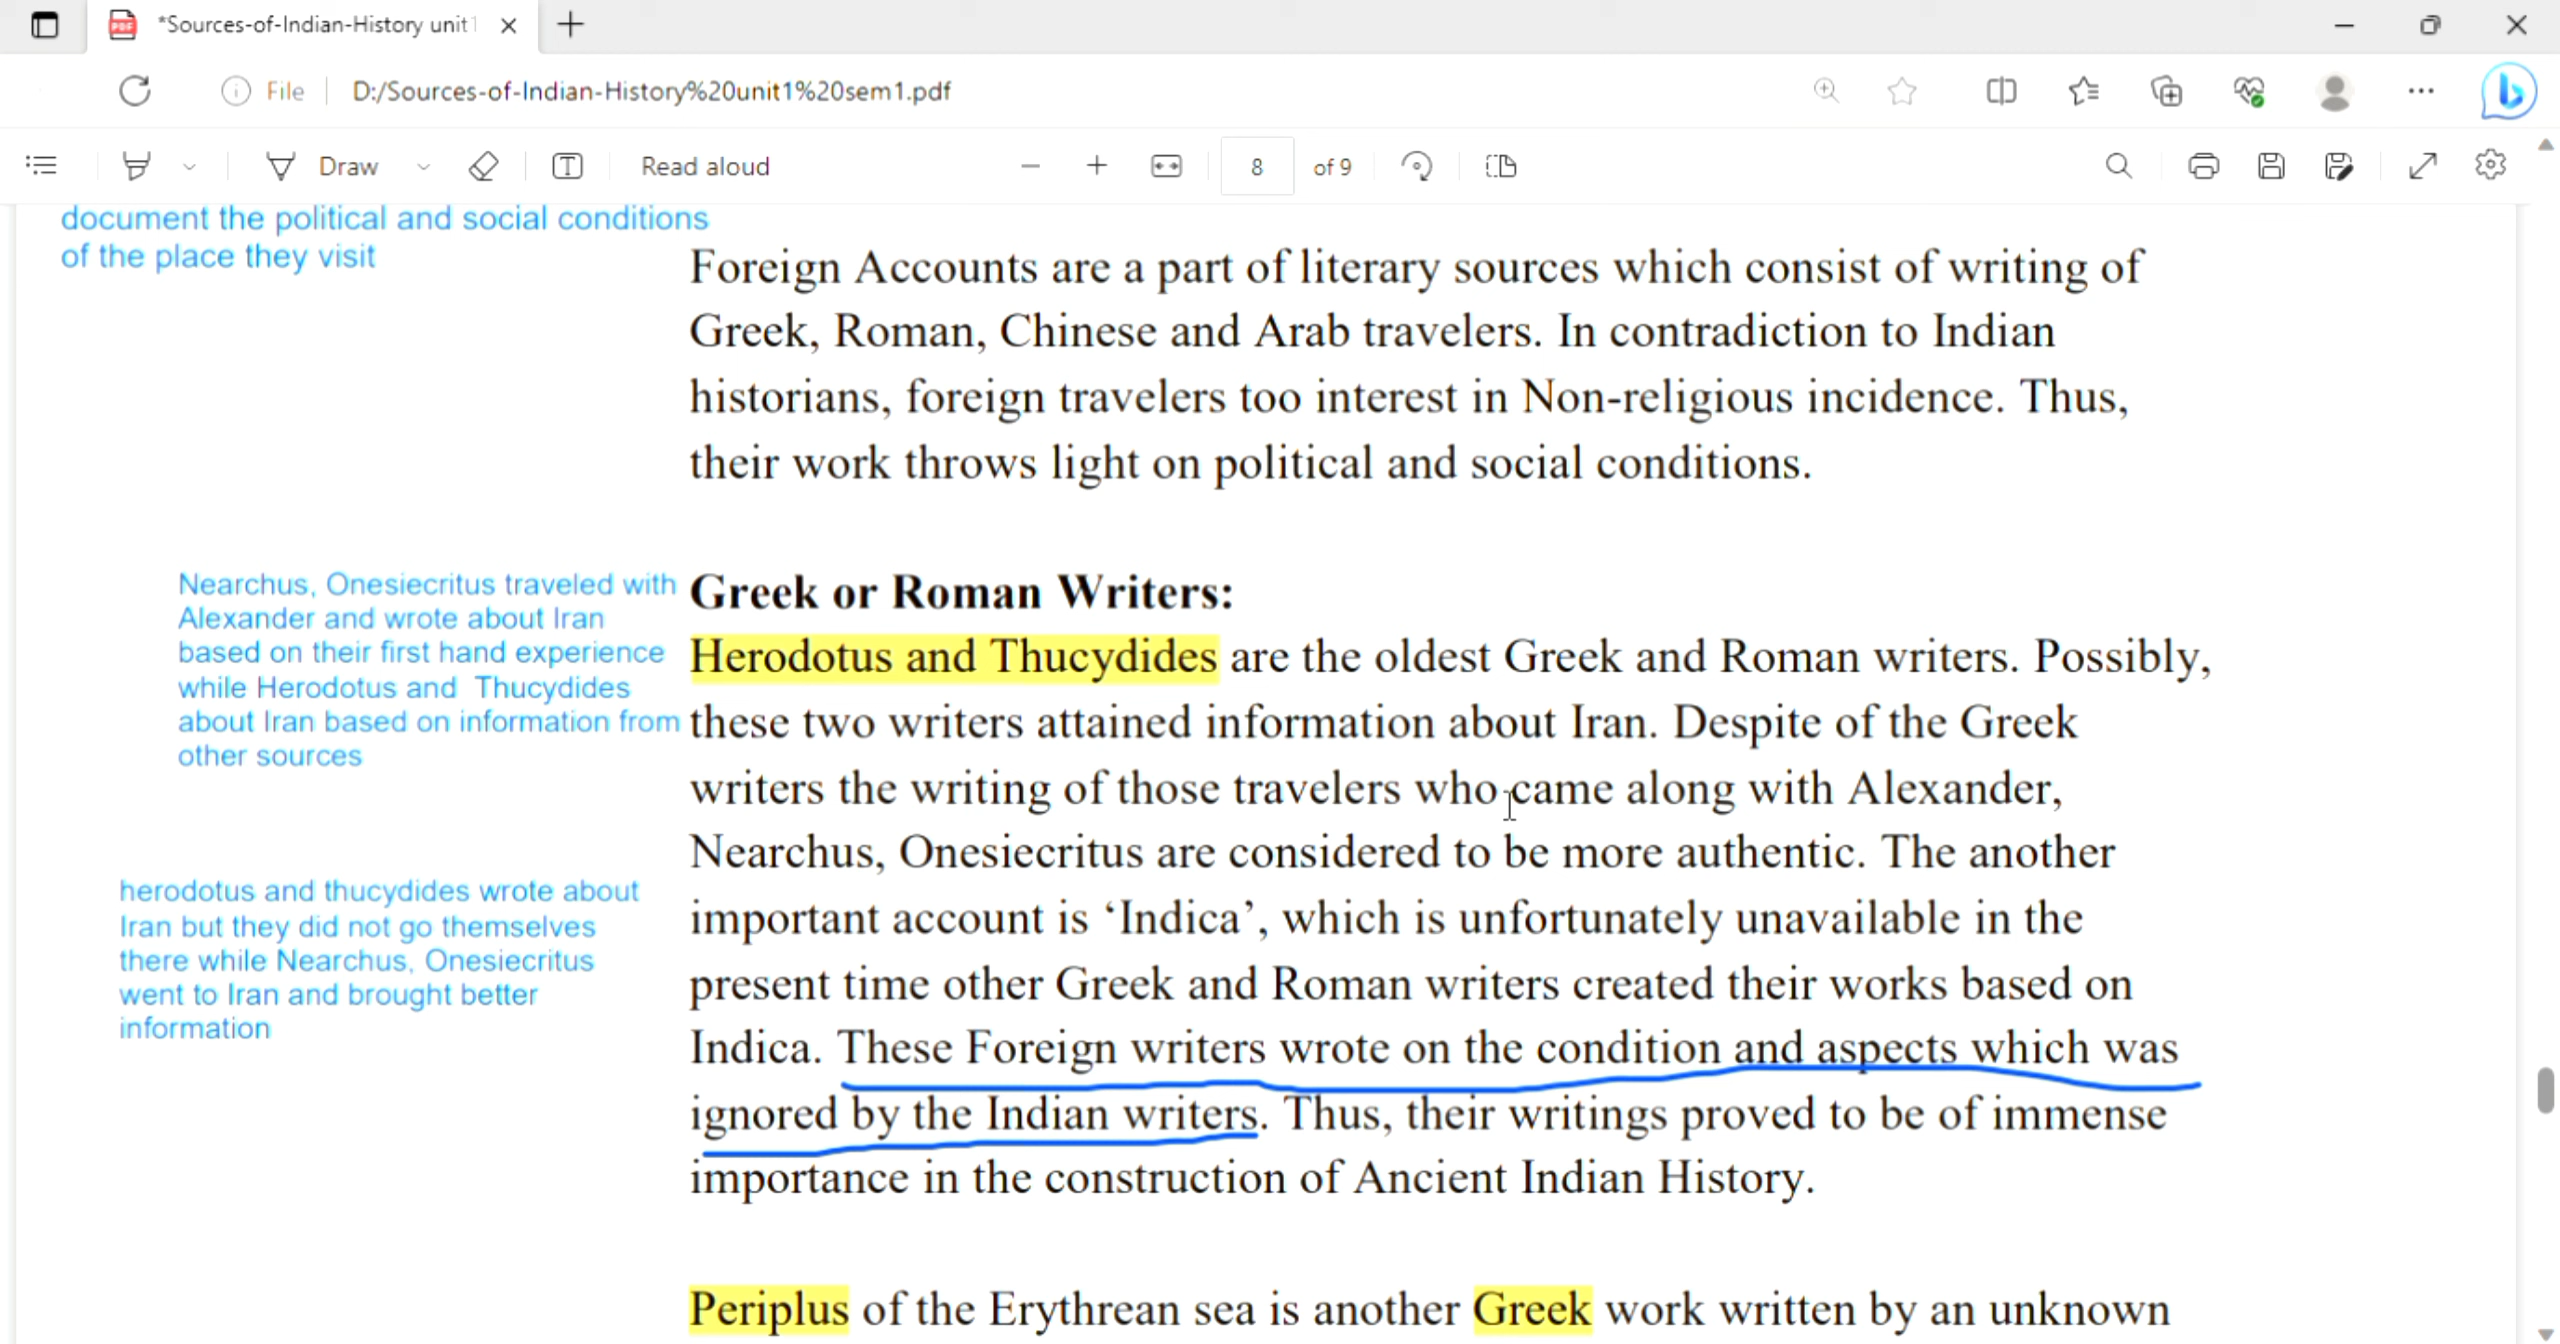 *Sources-of-Indian-History unit1
File
D:/Sources-of-Indian-History%20unit1%20sem1.pdf
Draw
Read aloud
8 of 9
document the political and social conditions
of the place they visit
Foreign Accounts are a part of literary sources which consist of writing of
Greek, Roman, Chinese and Arab travelers. In contradiction to Indian
historians, foreign travelers too interest in Non-religious incidence. Thus,
their work throws light on political and social conditions.
Nearchus, Onesiecritus traveled with
Alexander and wrote about Iran
based on their first hand experience
while Herodotus and Thucydides
about Iran based on information from
other sources
herodotus and thucydides wrote about
Iran but they did not go themselves
there while Nearchus, Onesiecritus
went to Iran and brought better
information
Greek or Roman Writers:
Herodotus and Thucydides are the oldest Greek and Roman writers. Possibly,
these two writers attained information about Iran. Despite of the Greek
writers the writing of those travelers who came along with Alexander,
Nearchus, Onesiecritus are considered to be more authentic. The another
important account is ‘Indica’, which is unfortunately unavailable in the
present time other Greek and Roman writers created their works based on
Indica. These Foreign writers wrote on the condition and aspects which was
ignored by the Indian writers. Thus, their writings proved to be of immense
importance in the construction of Ancient Indian History.
Periplus of the Erythrean sea is another Greek work written by an unknown